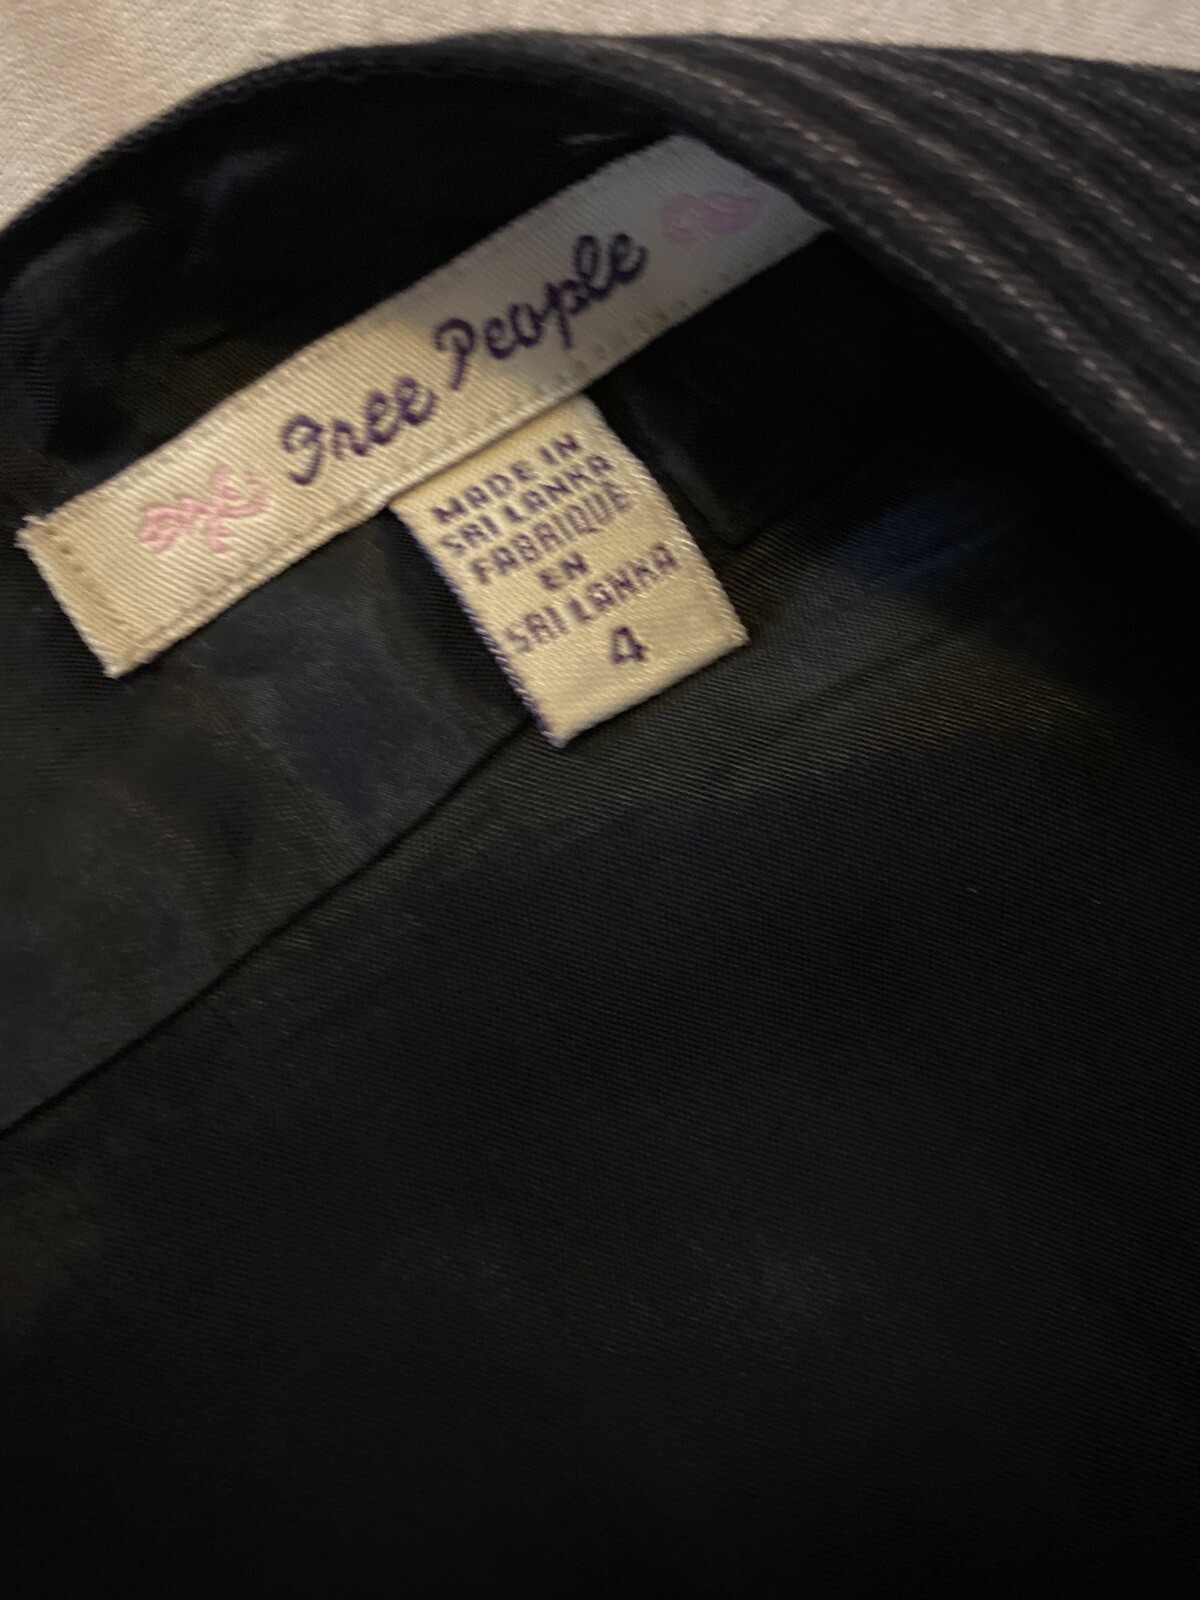 Free People
MADE IN
SRI LANKA
FABRIQUE
EN
SRI LANKA
4